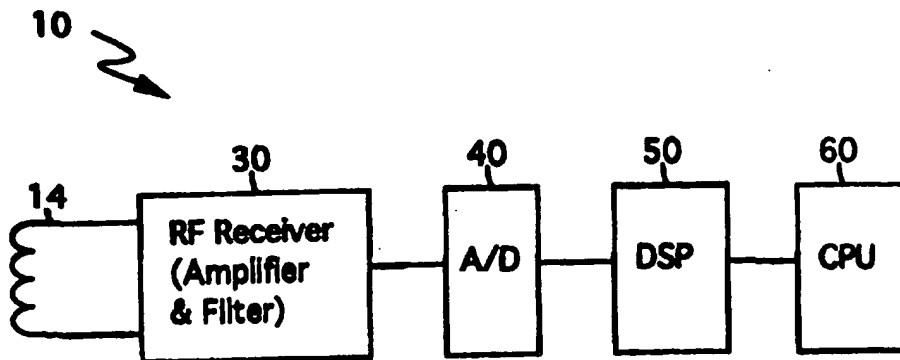 10
30
40
50
60
14
RF Receiver
(Amplifier
& Filter)
A/D
DSP
CPU